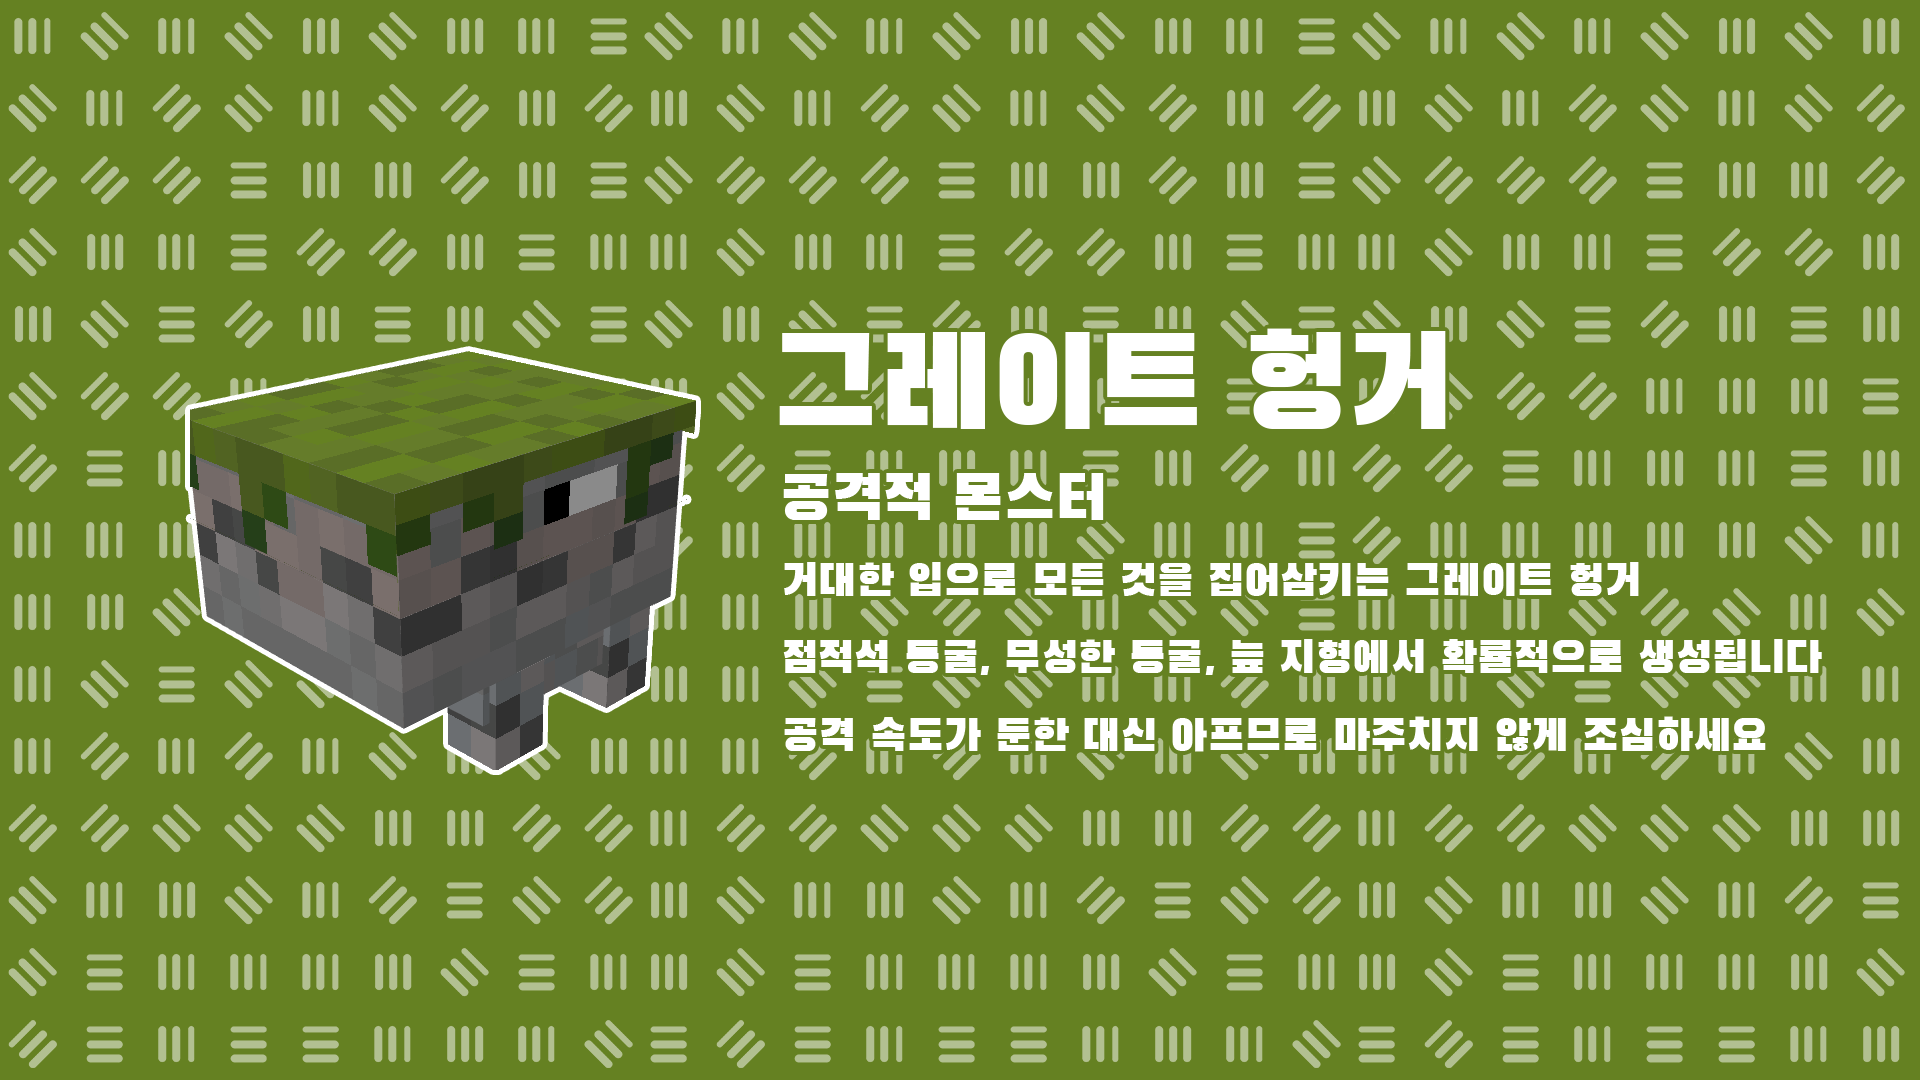 그레이트 헝거
공격적 몬스터
거대한 입으로 모든 것을 집어삼키는 그레이트 헝거
점적석 동굴, 무성한 동굴, 늪 지형에서 확률적으로 생성됩니다
공격 속도가 둔한 대신 아프므로 마주치지 않게 조심하세요